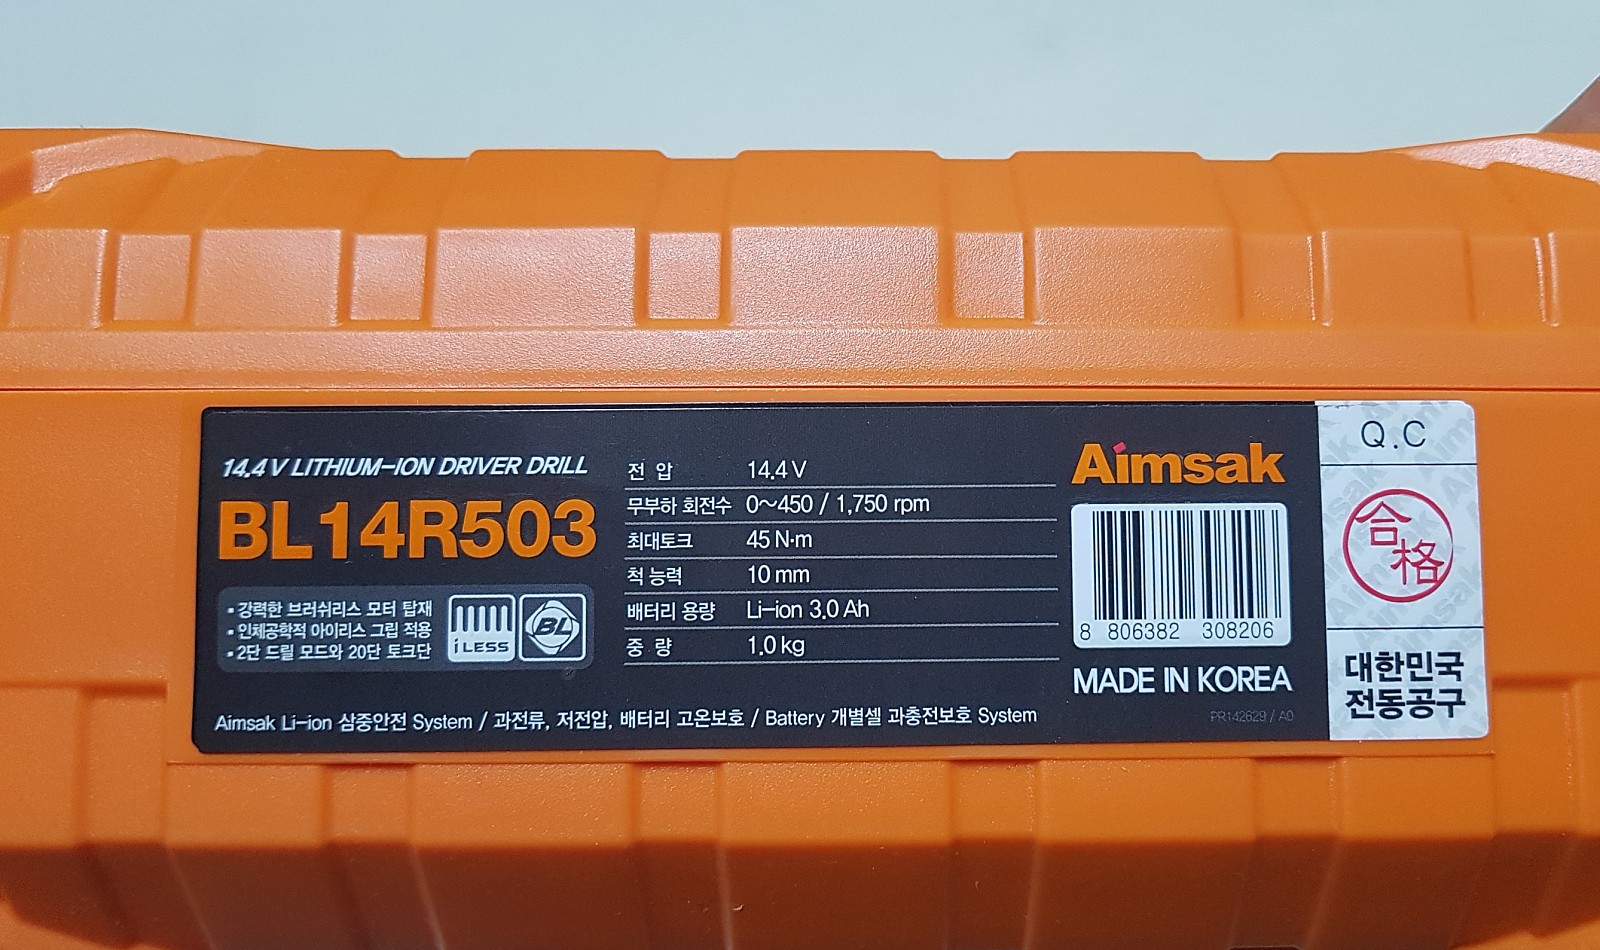 14.4 V LITHIUM-ION DRIVER DRILL
BL14R503
• 강력한 브러쉬리스 모터 탑재
• 인체공학적 아이리스 그립 적용
• 2단 드릴 모드와 20단 토크단
iLESS
BL
전 압 14.4 V
무부하 회전수 0~450 / 1,750 rpm
최대토크 45 N·m
척 능력 10 mm
배터리 용량 Li-ion 3.0 Ah
중 량 1.0 kg
Aimsak Li-ion 삼중안전 System / 과전류, 저전압, 배터리 고온보호 / Battery 개별셀 과충전보호 System
Aimsak
8 806382 308206
MADE IN KOREA
PR142629 / A0
Q.C
合格
대한민국
전동공구